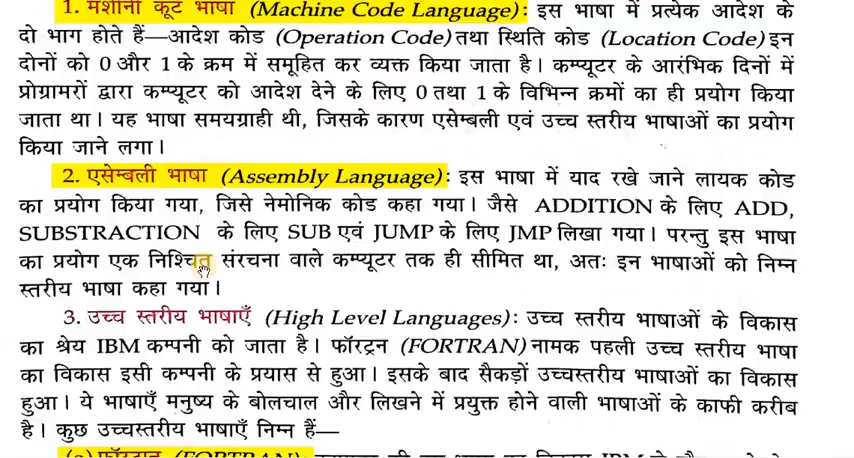 1. मशीनी कूट भाषा (Machine Code Language) : इस भाषा में प्रत्येक आदेश के
दो भाग होते हैं—आदेश कोड (Operation Code) तथा स्थिति कोड (Location Code) इन
दोनों को 0 और 1 के क्रम में समूहित कर व्यक्त किया जाता है। कम्प्यूटर के आरंभिक दिनों में
प्रोग्रामरों द्वारा कम्प्यूटर को आदेश देने के लिए 0 तथा 1 के विभिन्न क्रमों का ही प्रयोग किया
जाता था। यह भाषा समयग्राही थी, जिसके कारण एसेम्बली एवं उच्च स्तरीय भाषाओं का प्रयोग
किया जाने लगा।
2. एसेम्बली भाषा (Assembly Language) : इस भाषा में याद रखे जाने लायक कोड
का प्रयोग किया गया, जिसे नेमोनिक कोड कहा गया। जैसे ADDITION के लिए ADD,
SUBSTRACTION के लिए SUB एवं JUMP के लिए JMP लिखा गया। परन्तु इस भाषा
का प्रयोग एक निश्चित संरचना वाले कम्प्यूटर तक ही सीमित था, अतः इन भाषाओं को निम्न
स्तरीय भाषा कहा गया।
3. उच्च स्तरीय भाषाएँ (High Level Languages) : उच्च स्तरीय भाषाओं के विकास
का श्रेय IBM कम्पनी को जाता है। फॉरट्रान (FORTRAN) नामक पहली उच्च स्तरीय भाषा
का विकास इसी कम्पनी के प्रयास से हुआ। इसके बाद सैकड़ों उच्चस्तरीय भाषाओं का विकास
हुआ। ये भाषाएँ मनुष्य के बोलचाल और लिखने में प्रयुक्त होने वाली भाषाओं के काफी करीब
है। कुछ उच्चस्तरीय भाषाएँ निम्न हैं—
(FORTRAN)